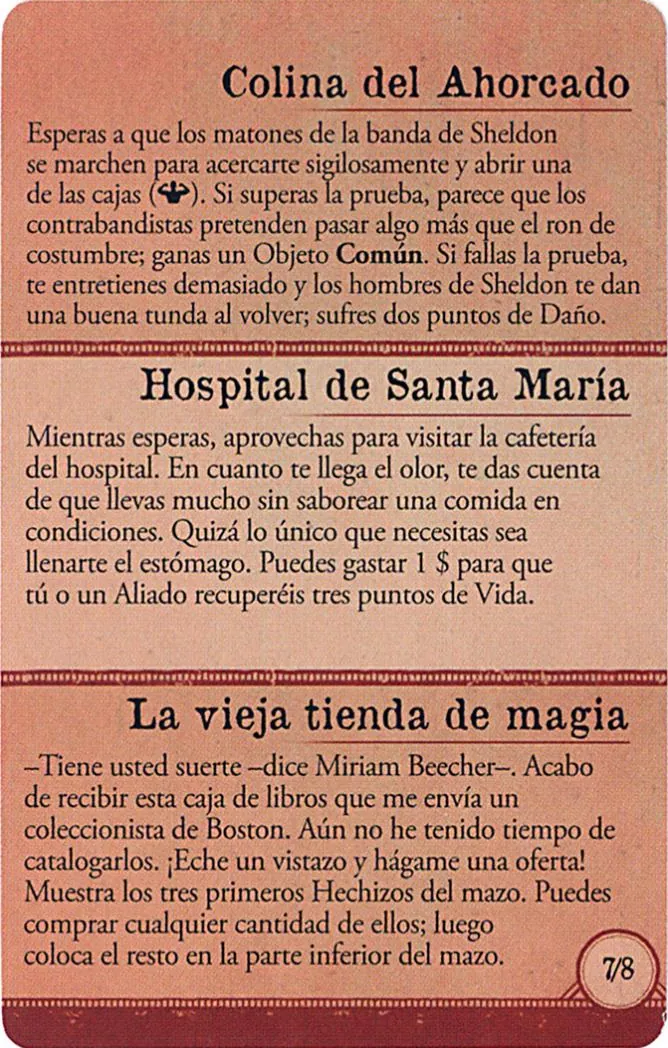 Colina del Ahorcado
Esperas a que los matones de la banda de Sheldon
se marchen para acercarte sigilosamente y abrir una
de las cajas ( ). Si superas la prueba, parece que los
contrabandistas pretenden pasar algo más que el ron de
costumbre; ganas un Objeto Común. Si fallas la prueba,
te entretienes demasiado y los hombres de Sheldon te dan
una buena tunda al volver; sufres dos puntos de Daño.
Hospital de Santa María
Mientras esperas, aprovechas para visitar la cafetería
del hospital. En cuanto te llega el olor, te das cuenta
de que llevas mucho sin saborear una comida en
condiciones. Quizá lo único que necesitas sea
llenarte el estómago. Puedes gastar 1 $ para que
tú o un Aliado recuperéis tres puntos de Vida.
La vieja tienda de magia
–Tiene usted suerte –dice Miriam Beecher–. Acabo
de recibir esta caja de libros que me envía un
coleccionista de Boston. Aún no he tenido tiempo de
catalogarlos. ¡Eche un vistazo y hágame una oferta!
Muestra los tres primeros Hechizos del mazo. Puedes
comprar cualquier cantidad de ellos; luego
coloca el resto en la parte inferior del mazo.
7/8